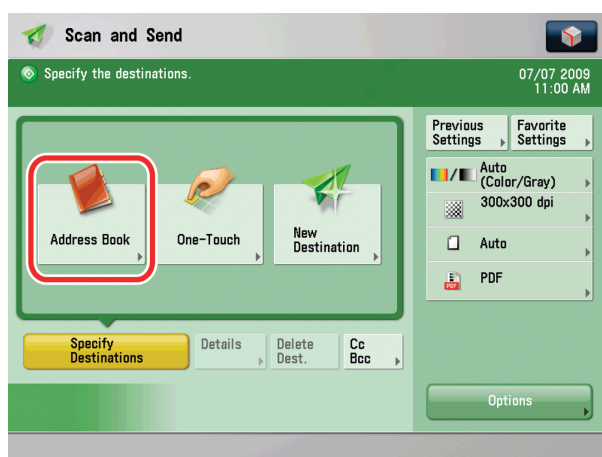 Scan and Send
Specify the destinations.
07/07 2009
11:00 AM
Previous
Settings
Favorite
Settings
Address Book
One-Touch
New
Destination
Auto
(Color/Gray)
300x300 dpi
Auto
PDF
PDF
Specify
Destinations
Details
Delete
Dest.
Cc
Bcc
Options